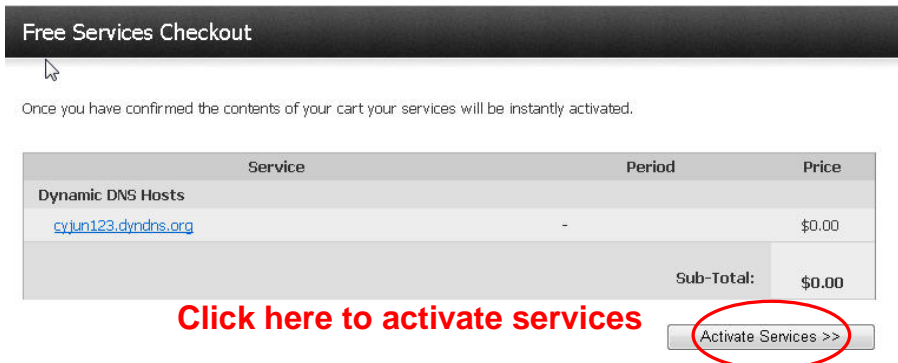 Free Services Checkout
Once you have confirmed the contents of your cart your services will be instantly activated.
Service Period Price
Dynamic DNS Hosts
cyjun123.dyndns.org - $0.00
Sub-Total: $0.00
Click here to activate services
Activate Services >>